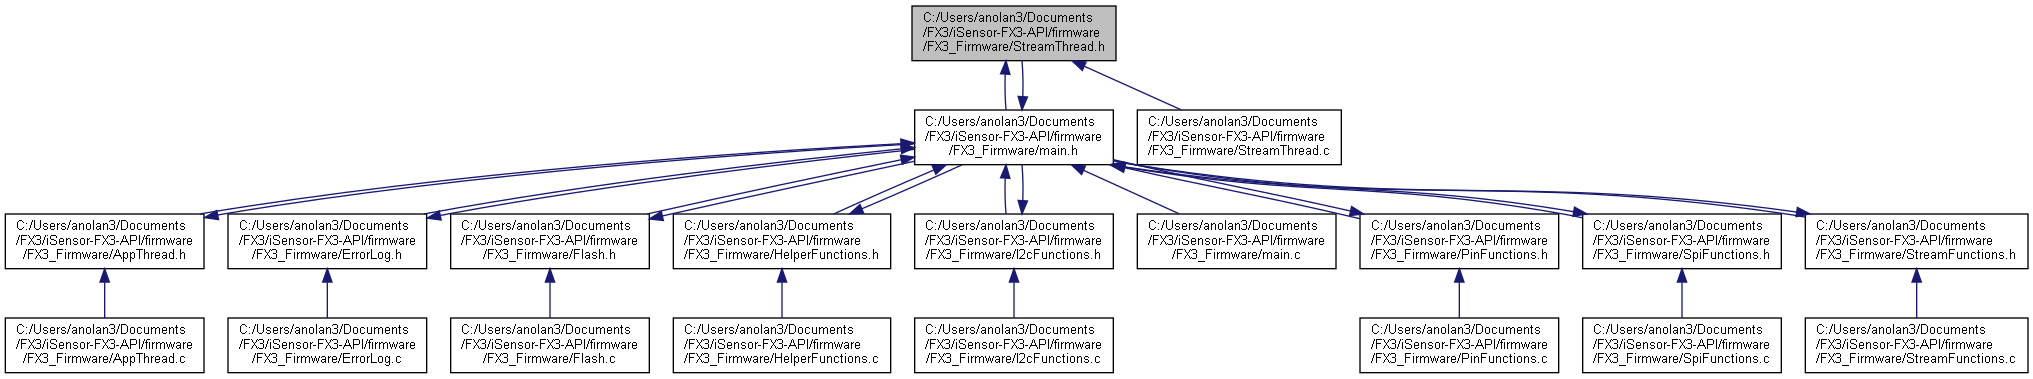 C:/Users/anolan3/Documents
/FX3/iSensor-FX3-API/firmware
/FX3_Firmware/StreamThread.h
C:/Users/anolan3/Documents
/FX3/iSensor-FX3-API/firmware
/FX3_Firmware/main.h
C:/Users/anolan3/Documents
/FX3/iSensor-FX3-API/firmware
/FX3_Firmware/StreamThread.c
C:/Users/anolan3/Documents
/FX3/iSensor-FX3-API/firmware
/FX3_Firmware/AppThread.h
C:/Users/anolan3/Documents
/FX3/iSensor-FX3-API/firmware
/FX3_Firmware/ErrorLog.h
C:/Users/anolan3/Documents
/FX3/iSensor-FX3-API/firmware
/FX3_Firmware/Flash.h
C:/Users/anolan3/Documents
/FX3/iSensor-FX3-API/firmware
/FX3_Firmware/HelperFunctions.h
C:/Users/anolan3/Documents
/FX3/iSensor-FX3-API/firmware
/FX3_Firmware/I2cFunctions.h
C:/Users/anolan3/Documents
/FX3/iSensor-FX3-API/firmware
/FX3_Firmware/main.c
C:/Users/anolan3/Documents
/FX3/iSensor-FX3-API/firmware
/FX3_Firmware/PinFunctions.h
C:/Users/anolan3/Documents
/FX3/iSensor-FX3-API/firmware
/FX3_Firmware/SpiFunctions.h
C:/Users/anolan3/Documents
/FX3/iSensor-FX3-API/firmware
/FX3_Firmware/StreamFunctions.h
C:/Users/anolan3/Documents
/FX3/iSensor-FX3-API/firmware
/FX3_Firmware/AppThread.c
C:/Users/anolan3/Documents
/FX3/iSensor-FX3-API/firmware
/FX3_Firmware/ErrorLog.c
C:/Users/anolan3/Documents
/FX3/iSensor-FX3-API/firmware
/FX3_Firmware/Flash.c
C:/Users/anolan3/Documents
/FX3/iSensor-FX3-API/firmware
/FX3_Firmware/HelperFunctions.c
C:/Users/anolan3/Documents
/FX3/iSensor-FX3-API/firmware
/FX3_Firmware/I2cFunctions.c
C:/Users/anolan3/Documents
/FX3/iSensor-FX3-API/firmware
/FX3_Firmware/PinFunctions.c
C:/Users/anolan3/Documents
/FX3/iSensor-FX3-API/firmware
/FX3_Firmware/SpiFunctions.c
C:/Users/anolan3/Documents
/FX3/iSensor-FX3-API/firmware
/FX3_Firmware/StreamFunctions.c